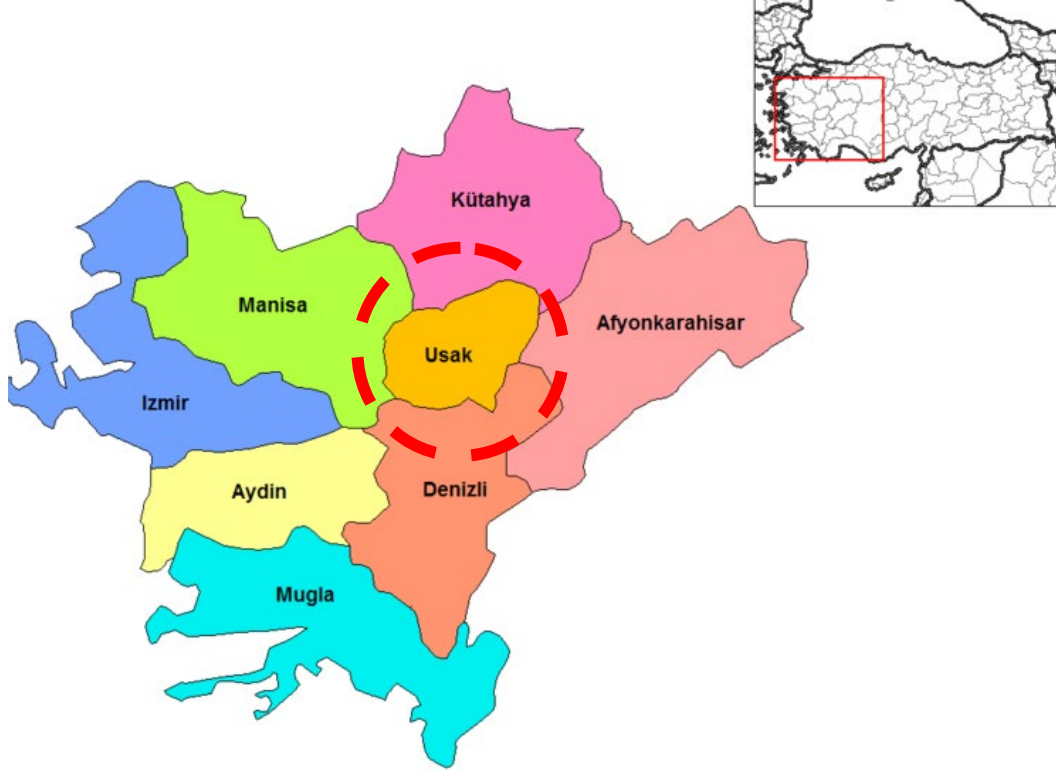 Kütahya
Manisa
Afyonkarahisar
Usak
Izmir
Aydin
Denizli
Mugla